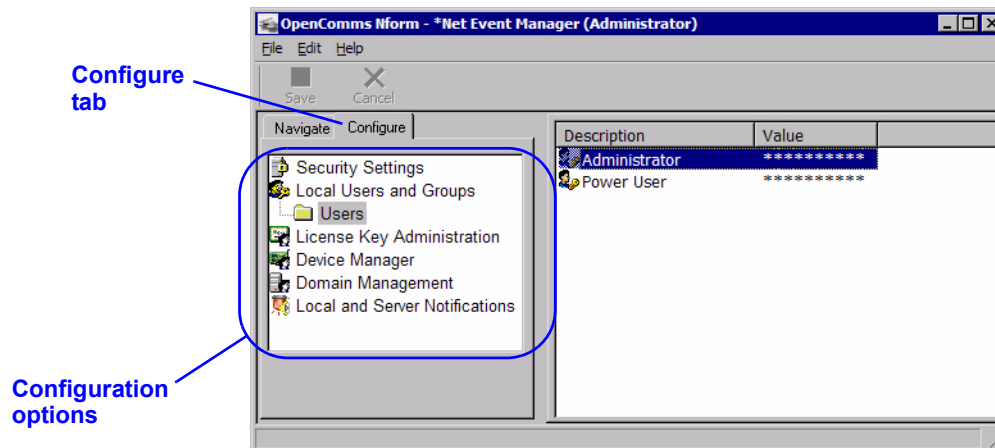 OpenComms Nform - *Net Event Manager (Administrator)
File Edit Help
Configure
tab
Save Cancel
Navigate Configure
Description Value
Security Settings
Local Users and Groups
Users
License Key Administration
Device Manager
Domain Management
Local and Server Notifications
Administrator **********
Power User **********
Configuration
options